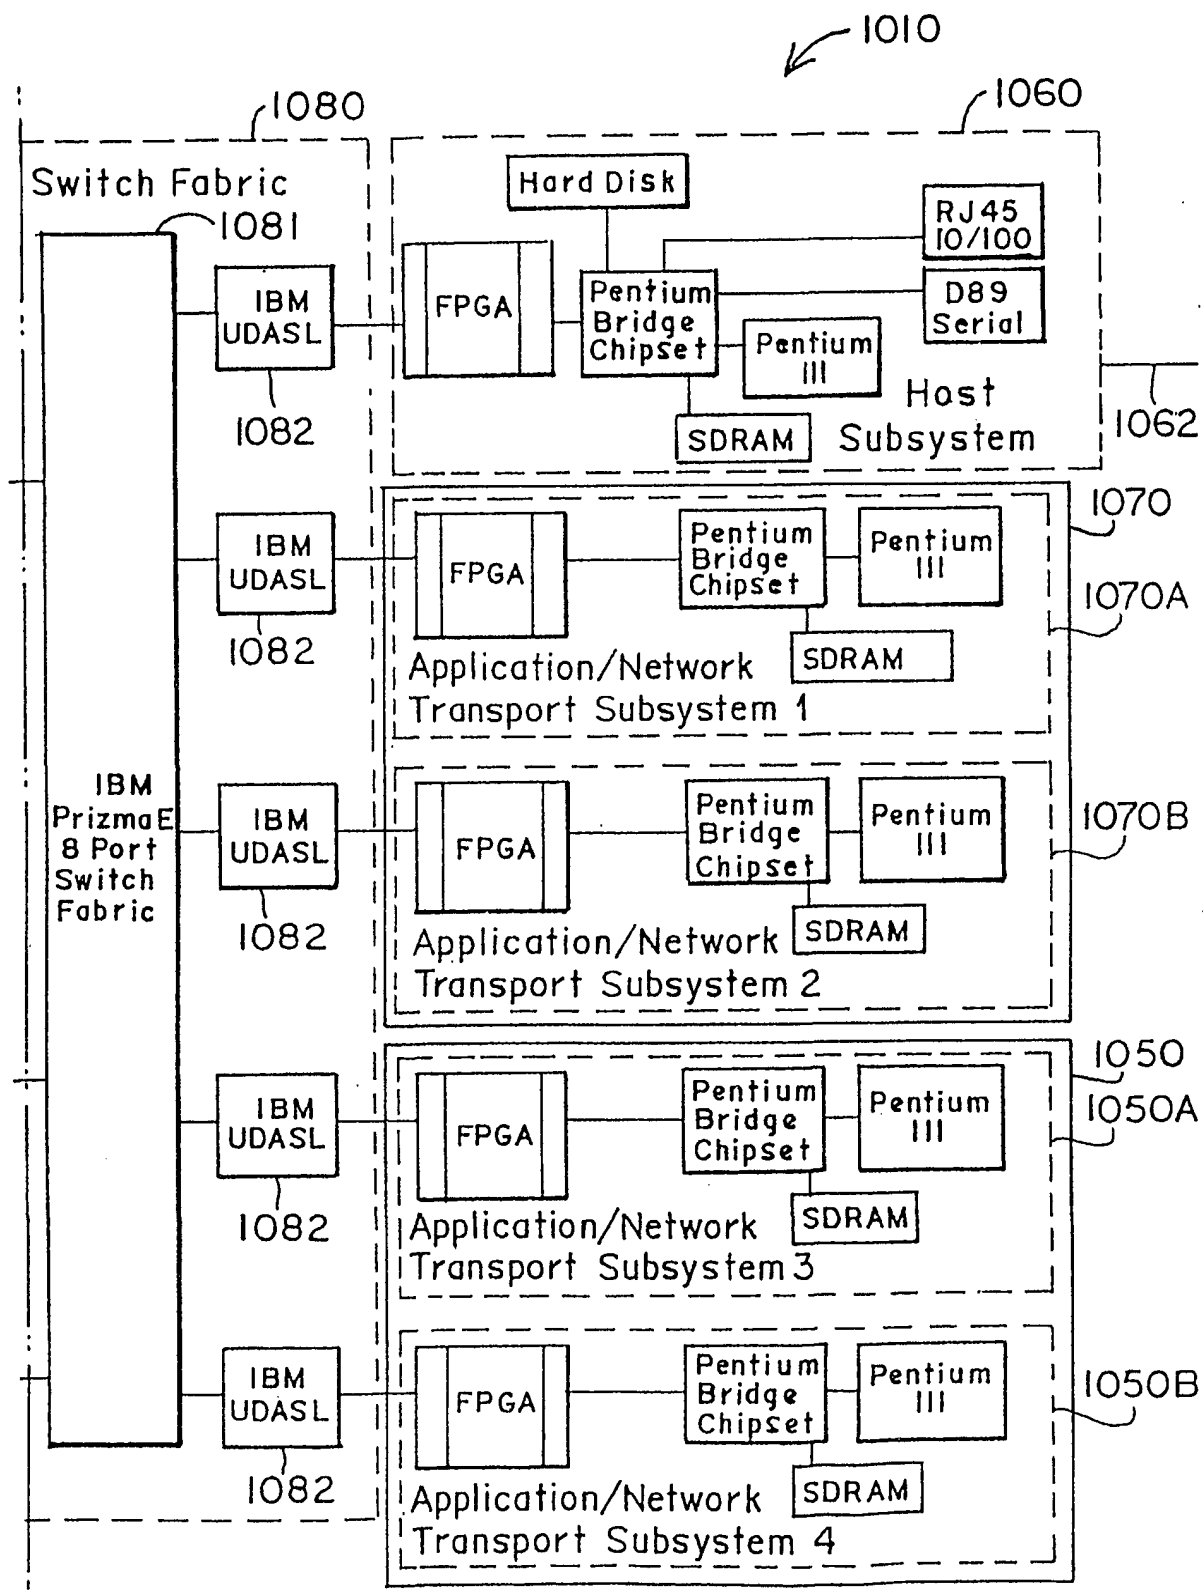 1010
1080
1060
Switch Fabric
1081
Hard Disk
RJ45
10/100
IBM
UDASL
FPGA
Pentium
Bridge
Chipset
D89
Serial
Pentium
III
1082
SDRAM
Host
Subsystem
1062
IBM
UDASL
1082
FPGA
Pentium
Bridge
Chipset
Pentium
III
SDRAM
Application/Network
Transport Subsystem 1
1070
1070A
IBM
PrizmaE
8 Port
Switch
Fabric
IBM
UDASL
1082
FPGA
Pentium
Bridge
Chipset
Pentium
III
SDRAM
Application/Network
Transport Subsystem 2
1070B
IBM
UDASL
1082
FPGA
Pentium
Bridge
Chipset
Pentium
III
SDRAM
Application/Network
Transport Subsystem 3
1050
1050A
IBM
UDASL
1082
FPGA
Pentium
Bridge
Chipset
Pentium
III
SDRAM
Application/Network
Transport Subsystem 4
1050B